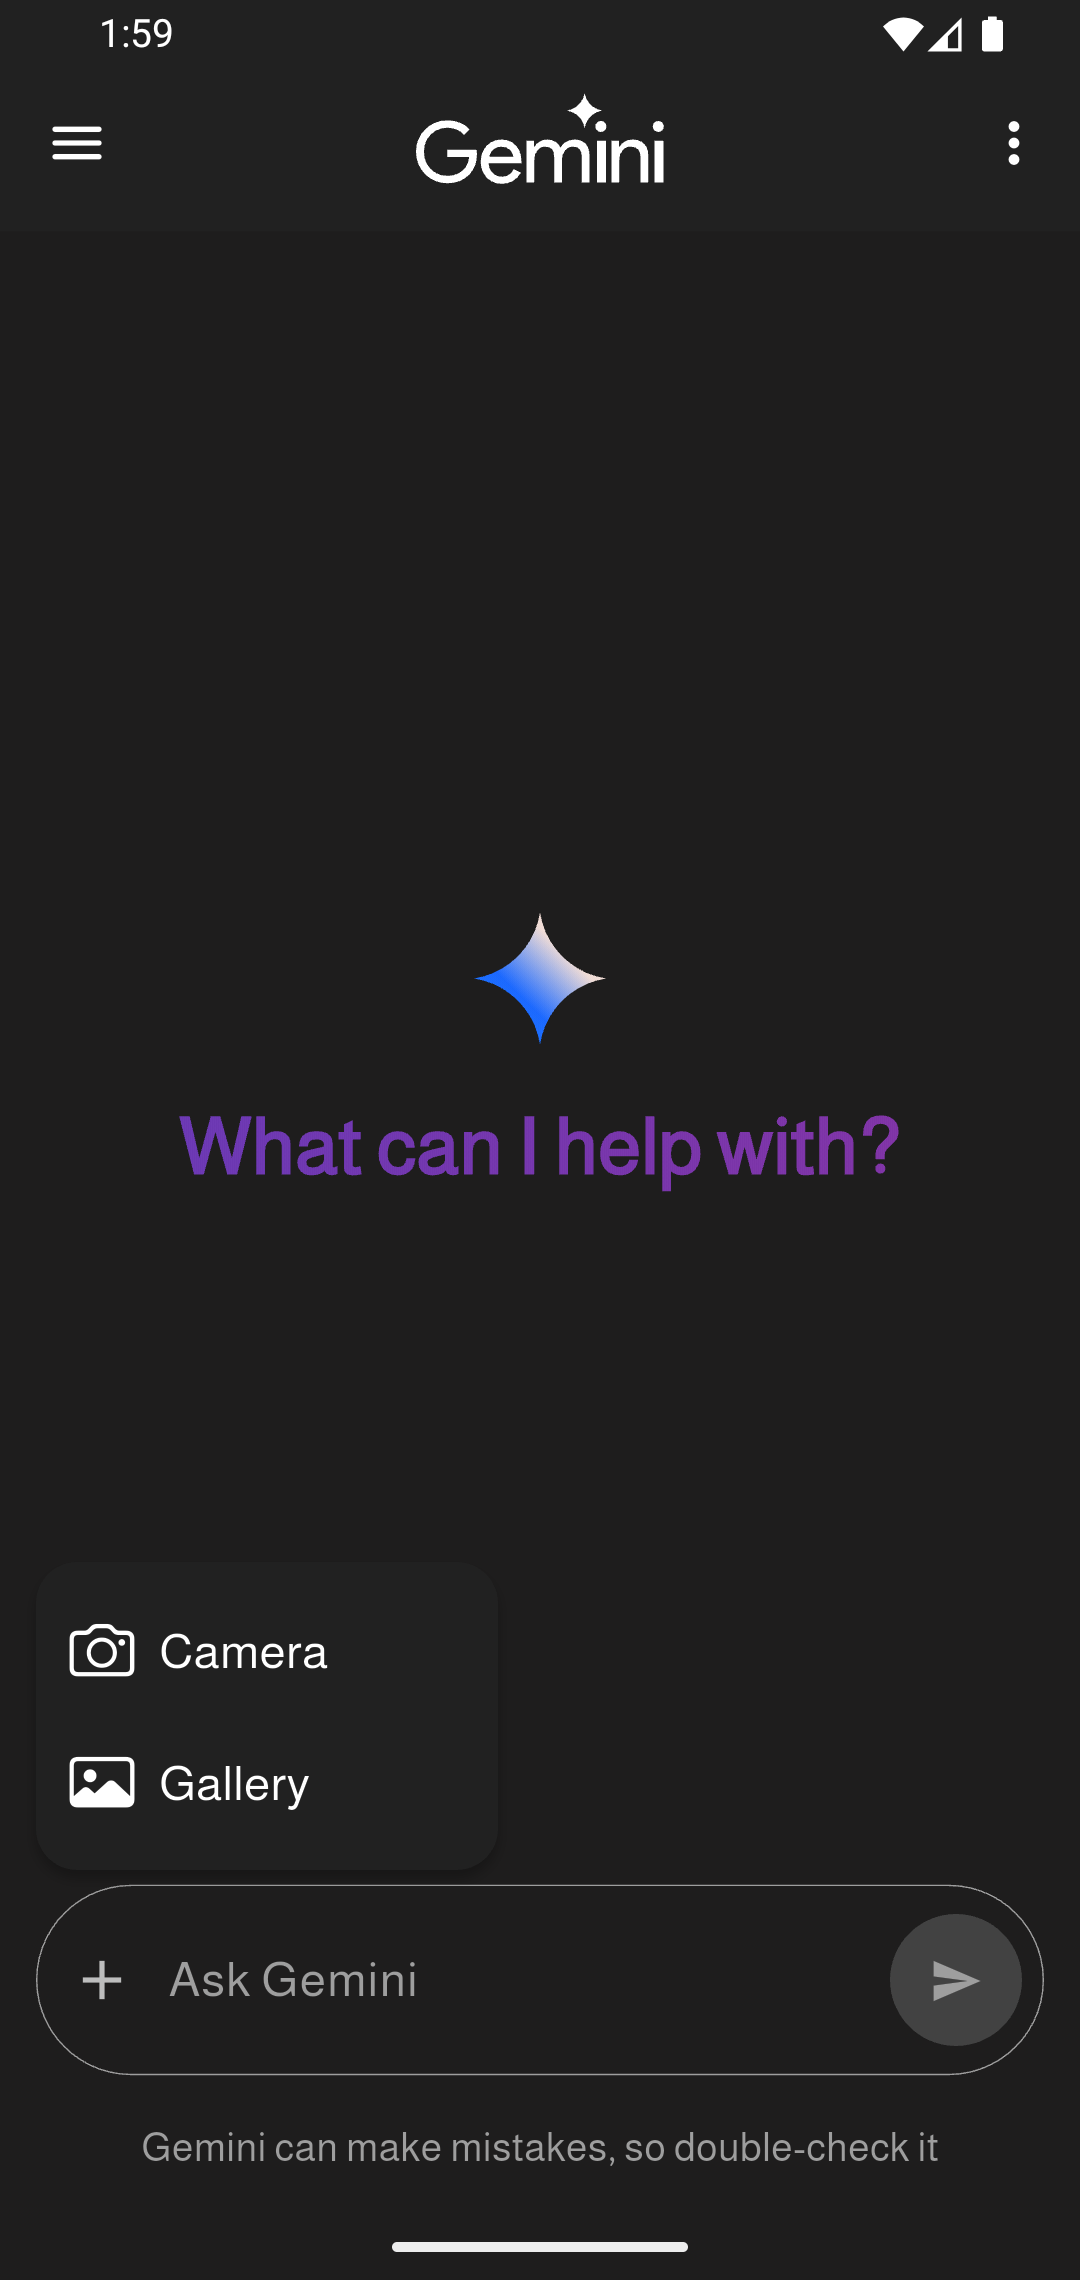 1:59
Gemini
What can I help with?
Camera
Gallery
Ask Gemini
Gemini can make mistakes, so double-check it